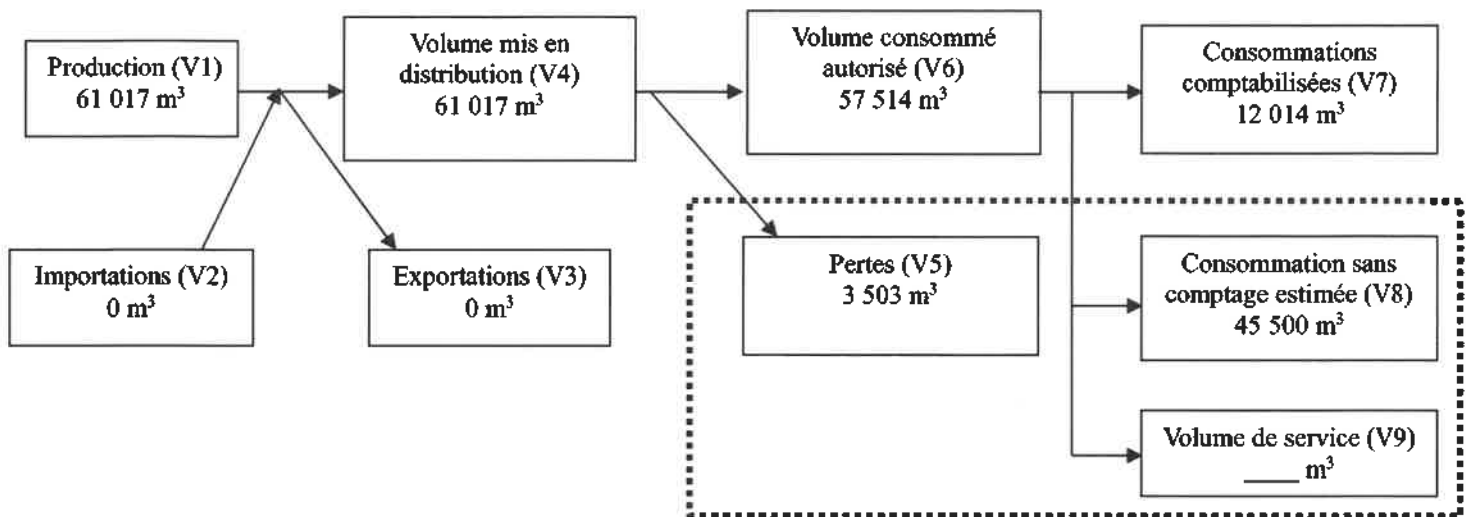 Production (V1)
61 017 m³
Volume mis en
distribution (V4)
61 017 m³
Volume consommé
autorisé (V6)
57 514 m³
Consommations
comptabilisées (V7)
12 014 m³
Importations (V2)
0 m³
Exportations (V3)
0 m³
Pertes (V5)
3 503 m³
Consommation sans
comptage estimée (V8)
45 500 m³
Volume de service (V9)
____ m³